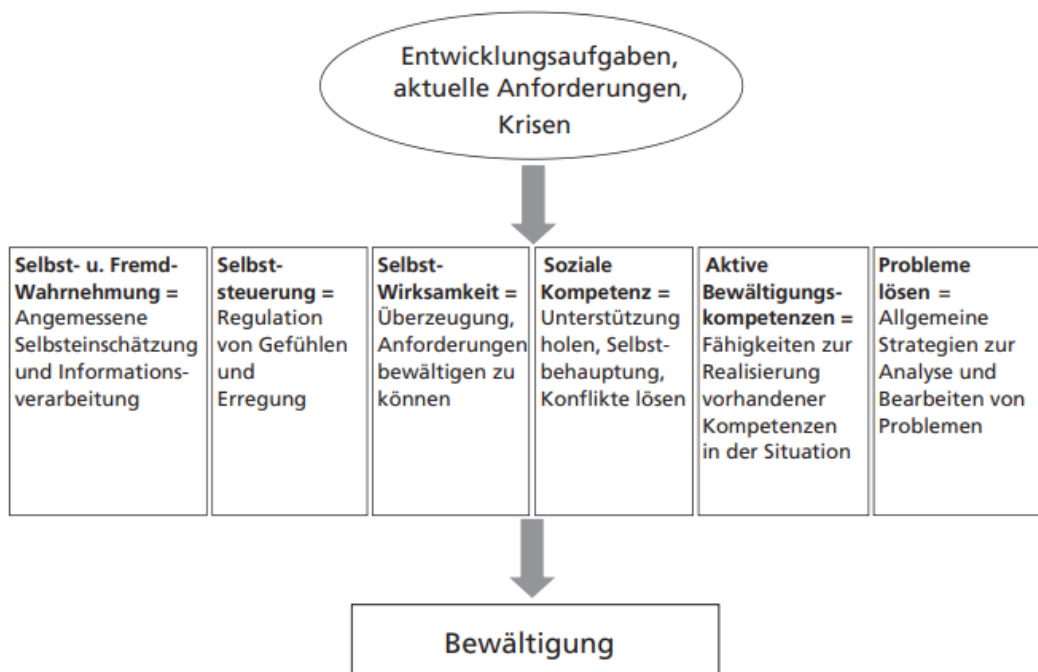 Entwicklungsaufgaben,
aktuelle Anforderungen,
Krisen
Selbst- u. Fremd-
Wahrnehmung =
Angemessene
Selbsteinschätzung
und Informations-
verarbeitung
Selbst-
steuerung =
Regulation
von Gefühlen
und
Erregung
Selbst-
Wirksamkeit =
Überzeugung,
Anforderungen
bewältigen zu
können
Soziale
Kompetenz =
Unterstützung
holen, Selbst-
behauptung,
Konflikte lösen
Aktive
Bewältigungs-
kompetenzen =
Fähigkeiten zur
Realisierung
vorhandener
Kompetenzen
in der Situation
Probleme
lösen =
Allgemeine
Strategien zur
Analyse und
Bearbeiten von
Problemen
Bewältigung